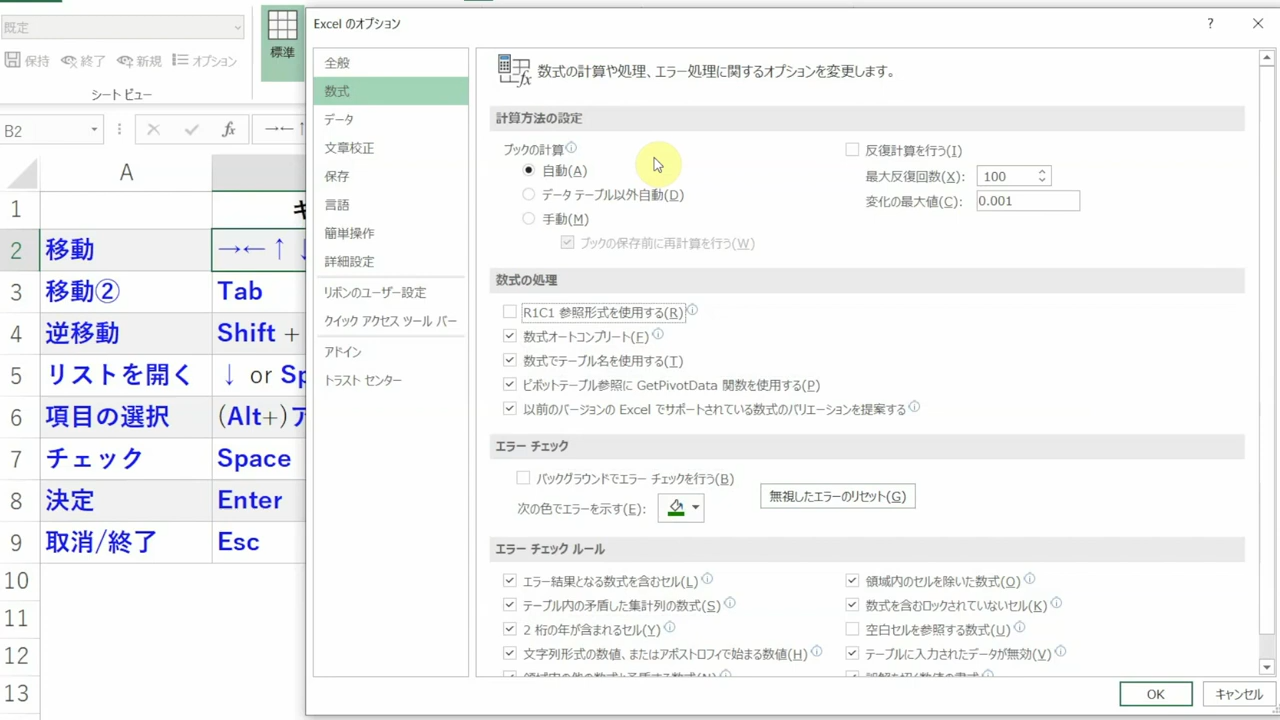 既定
保持 終了 新規 オプション
シート ビュー
標準
B2
fx
→←↑
A
1
2 移動 →←↑↓
3 移動② Tab
4 逆移動 Shift +
5 リストを開く ↓ or Sp
6 項目の選択 (Alt+)ア
7 チェック Space
8 決定 Enter
9 取消/終了 Esc
10
11
12
13
Excel のオプション
? ×
全般
数式
データ
文章校正
保存
言語
簡単操作
詳細設定
リボンのユーザー設定
クイック アクセス ツール バー
アドイン
トラスト センター
数式の計算や処理、エラー処理に関するオプションを変更します。
計算方法の設定
ブックの計算
自動(A)
データ テーブル以外自動(D)
手動(M)
ブックの保存前に再計算を行う(W)
反復計算を行う(I)
最大反復回数(X): 100
変化の最大値(C): 0.001
数式の処理
R1C1 参照形式を使用する(R)
数式オートコンプリート(F)
数式でテーブル名を使用する(T)
ピボットテーブル参照に GetPivotData 関数を使用する(P)
以前のバージョンの Excel でサポートされている数式のバリエーションを提案する
エラー チェック
バックグラウンドでエラー チェックを行う(B)
次の色でエラーを示す(E):
無視したエラーのリセット(G)
エラー チェック ルール
エラー結果となる数式を含むセル(L)
テーブル内の矛盾した集計列の数式(S)
2 桁の年が含まれるセル(Y)
文字列形式の数値、またはアポストロフィで始まる数値(H)
領域内のセルを除いた数式(O)
数式を含むロックされていないセル(K)
空白セルを参照する数式(U)
テーブルに入力されたデータが無効(V)
OK キャンセル